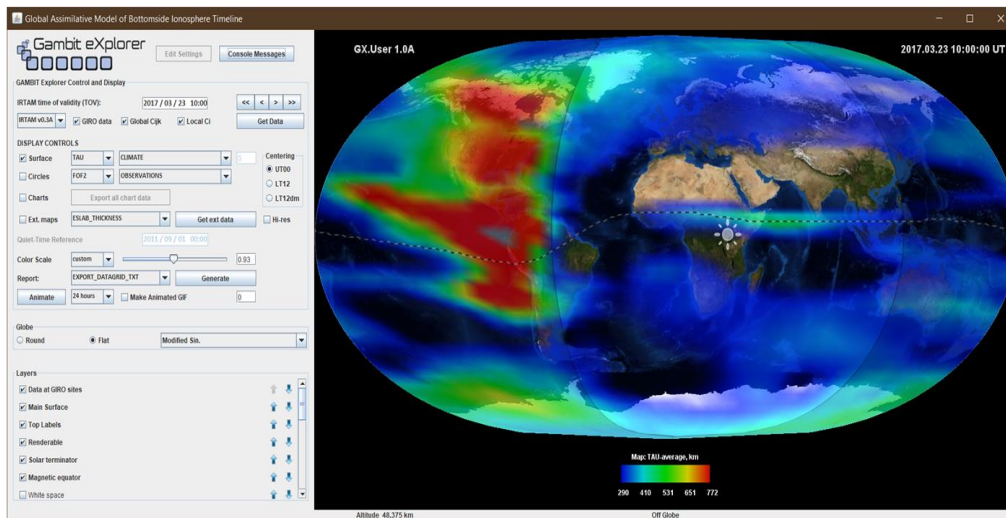 Global Assimilative Model of Bottomside Ionosphere Timeline
Gambit eXplorer
Edit Settings
Console Messages
GAMBIT Explorer Control and Display
IRTAM time of validity (TOV):
2017 / 03 / 23 10:00
<< < > >>
IRTAM v0.3A
GIRO data
Global Cijk
Local Ci
Get Data
DISPLAY CONTROLS
Surface
TAU
CLIMATE
0
Centering
Circles
FOF2
OBSERVATIONS
UT00
LT12
LT12dm
Charts
Export all chart data
Ext. maps
ESLAB_THICKNESS
Get ext data
Hi-res
Quiet-Time Reference
2011 / 09 / 01 00:00
Color Scale
custom
0.93
Report:
EXPORT_DATAGRID_TXT
Generate
Animate
24 hours
Make Animated GIF
0
Globe
Round
Flat
Modified Sin.
Layers
Data at GIRO sites
Main Surface
Top Labels
Renderable
Solar terminator
Magnetic equator
White space
GX.User 1.0A
2017.03.23 10:00:00 UT
Map: TAU-average, km
290 410 531 651 772
Altitude 48,375 km
Off Globe